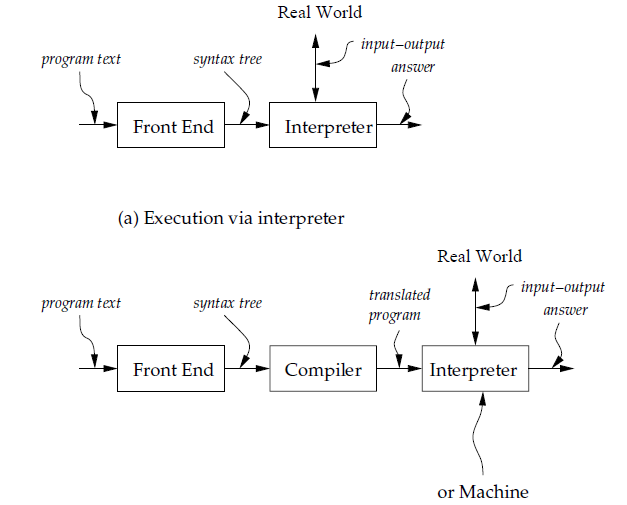 Real World
input–output
program text
syntax tree
answer
Front End
Interpreter
(a) Execution via interpreter
Real World
translated
input–output
program text
syntax tree
program
answer
Front End
Compiler
Interpreter
or Machine